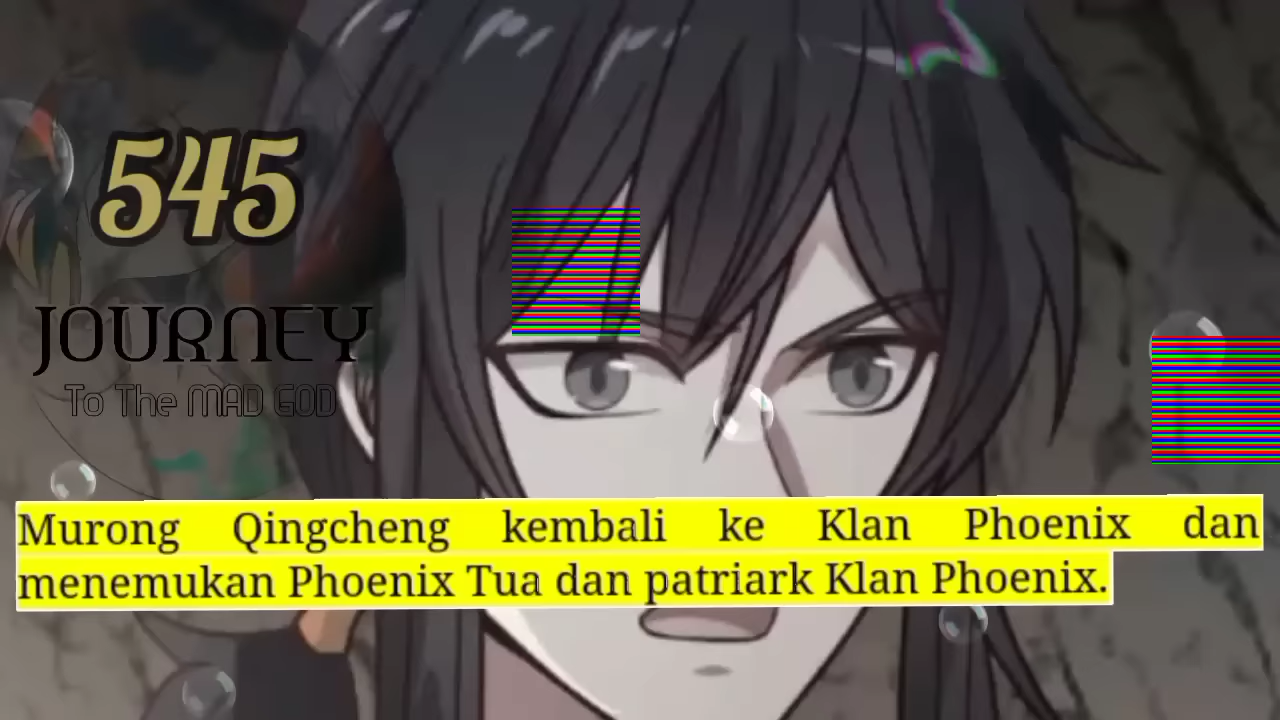 545
JOURNEY
To The MAD GOD
Murong Qingcheng kembali ke Klan Phoenix dan
menemukan Phoenix Tua dan patriark Klan Phoenix.